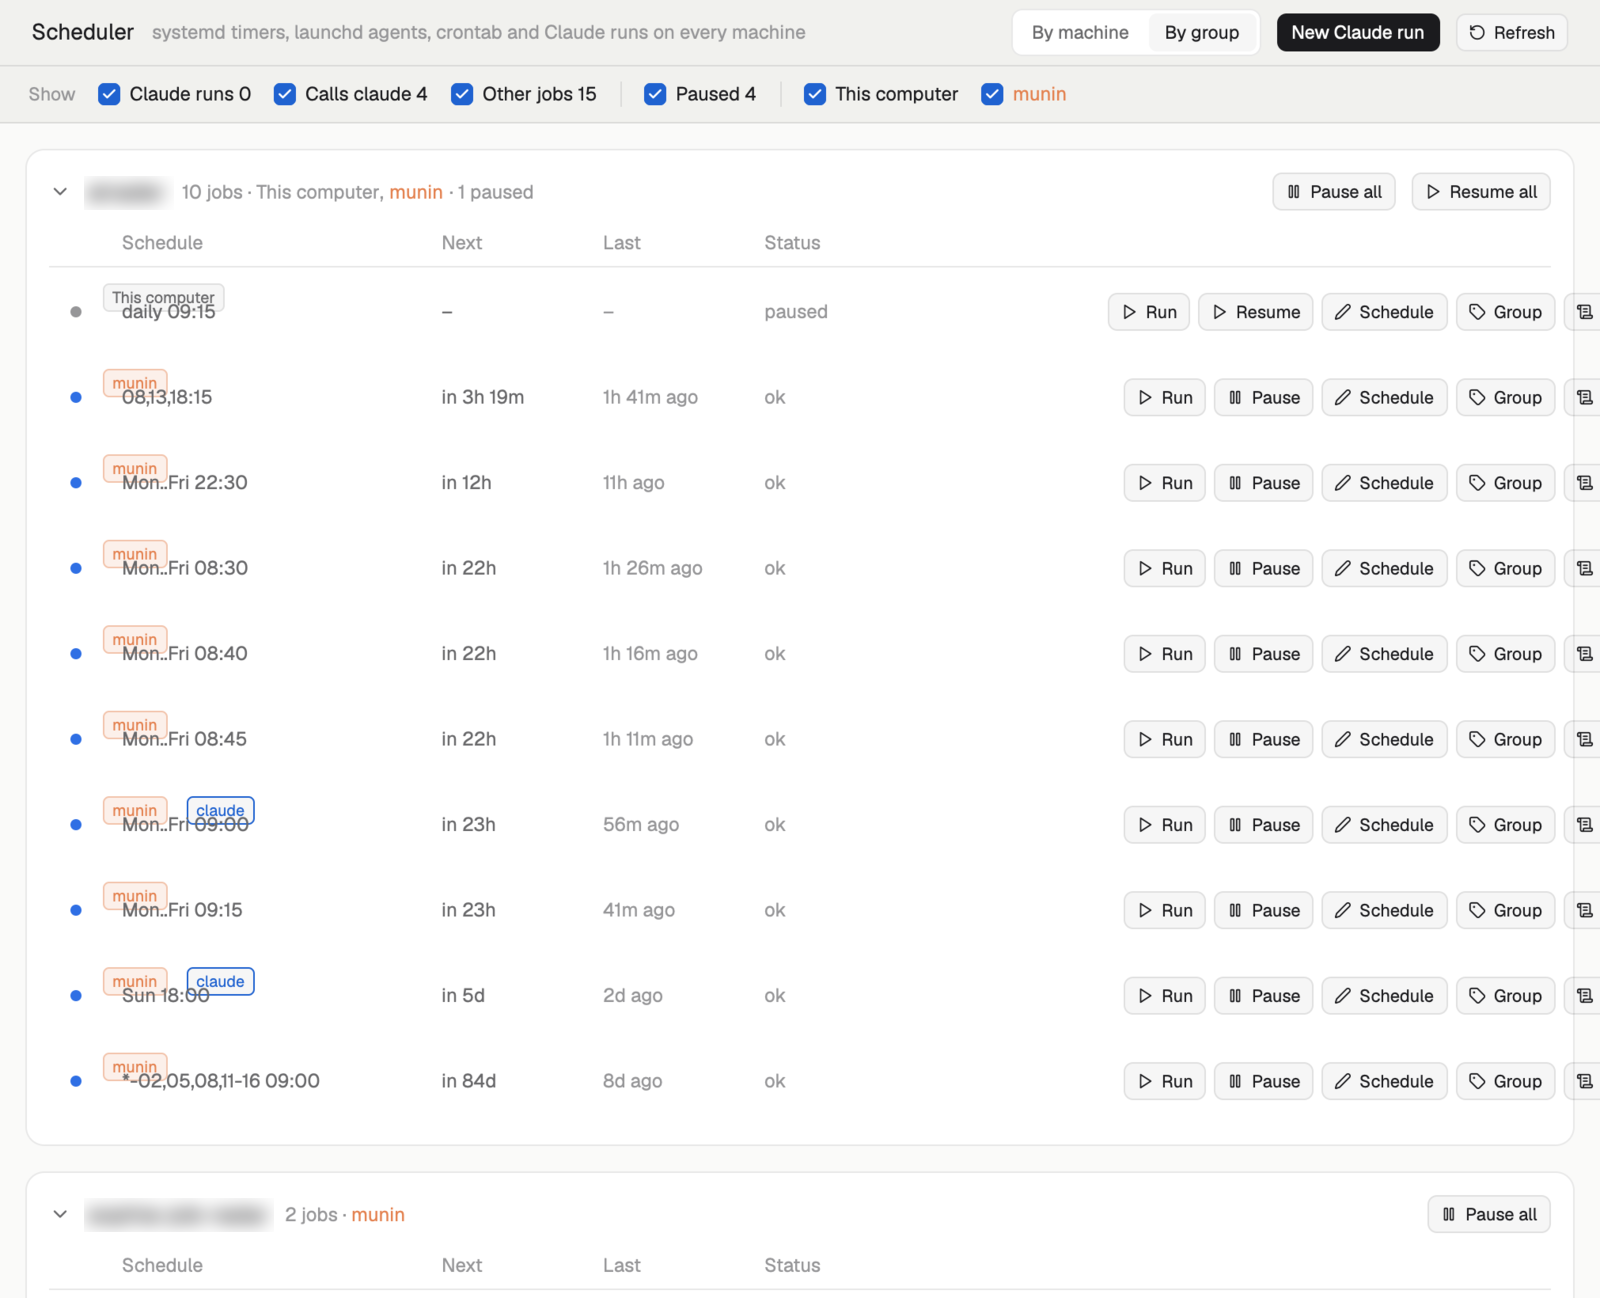 Scheduler systemd timers, launchd agents, crontab and Claude runs on every machine By machine By group New Claude run Refresh
Show Claude runs 0 Calls claude 4 Other jobs 15 Paused 4 This computer munin
10 jobs · This computer, munin · 1 paused Pause all Resume all
Schedule Next Last Status
This computer
daily 09:15 – – paused Run Resume Schedule Group
munin
08,13,18:15 in 3h 19m 1h 41m ago ok Run Pause Schedule Group
munin
Mon..Fri 22:30 in 12h 11h ago ok Run Pause Schedule Group
munin
Mon..Fri 08:30 in 22h 1h 26m ago ok Run Pause Schedule Group
munin
Mon..Fri 08:40 in 22h 1h 16m ago ok Run Pause Schedule Group
munin
Mon..Fri 08:45 in 22h 1h 11m ago ok Run Pause Schedule Group
munin claude
Mon..Fri 09:00 in 23h 56m ago ok Run Pause Schedule Group
munin
Mon..Fri 09:15 in 23h 41m ago ok Run Pause Schedule Group
munin claude
Sun 18:00 in 5d 2d ago ok Run Pause Schedule Group
munin
*-02,05,08,11-16 09:00 in 84d 8d ago ok Run Pause Schedule Group
2 jobs · munin Pause all
Schedule Next Last Status